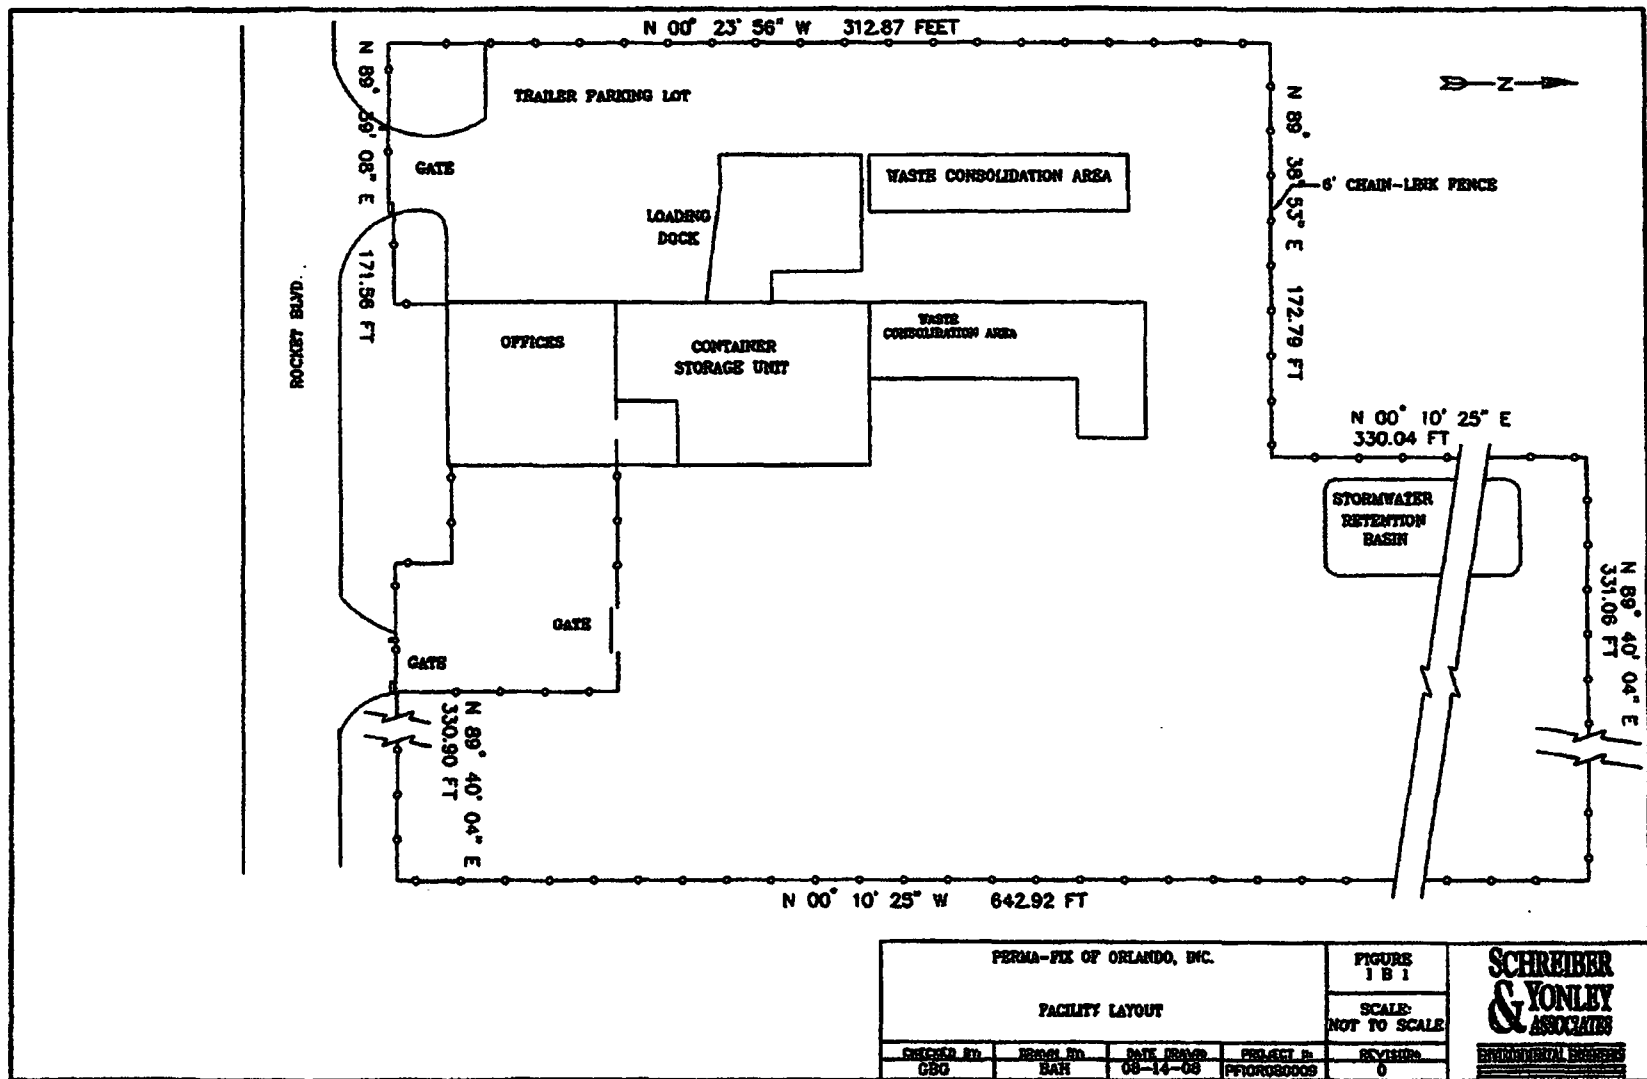 N 00° 23' 56" W 312.87 FEET
N 89° 59' 08" E 171.56 FT
TRAILER PARKING LOT
GATE
N
WASTE CONSOLIDATION AREA
N 89° 38' 53" E 172.79 FT
6' CHAIN-LINK FENCE
LOADING
DOCK
ROCKET BLVD.
OFFICES
CONTAINER
STORAGE UNIT
WASTE
CONSOLIDATION AREA
N 00° 10' 25" E
330.04 FT
STORMWATER
RETENTION
BASIN
N 89° 40' 04" E
331.06 FT
GATE
GATE
N 89° 40' 04" E
330.90 FT
N 00° 10' 25" W 642.92 FT
PERMA-FIX OF ORLANDO, INC.
FACILITY LAYOUT
FIGURE
1 B 1
SCALE:
NOT TO SCALE
CHECKED BY:
GBG
DRAWN BY:
BAH
DATE DRAWN:
08-14-08
PROJECT #:
PFIOR080009
REVISION:
0
SCHREIBER
& YONLEY
ASSOCIATES
ENVIRONMENTAL ENGINEERS